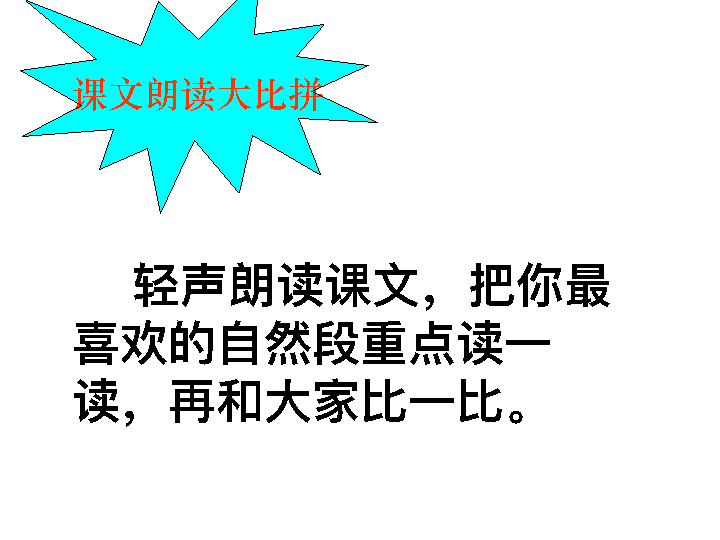 课文朗读大比拼
轻声朗读课文，把你最
喜欢的自然段重点读一
读，再和大家比一比。